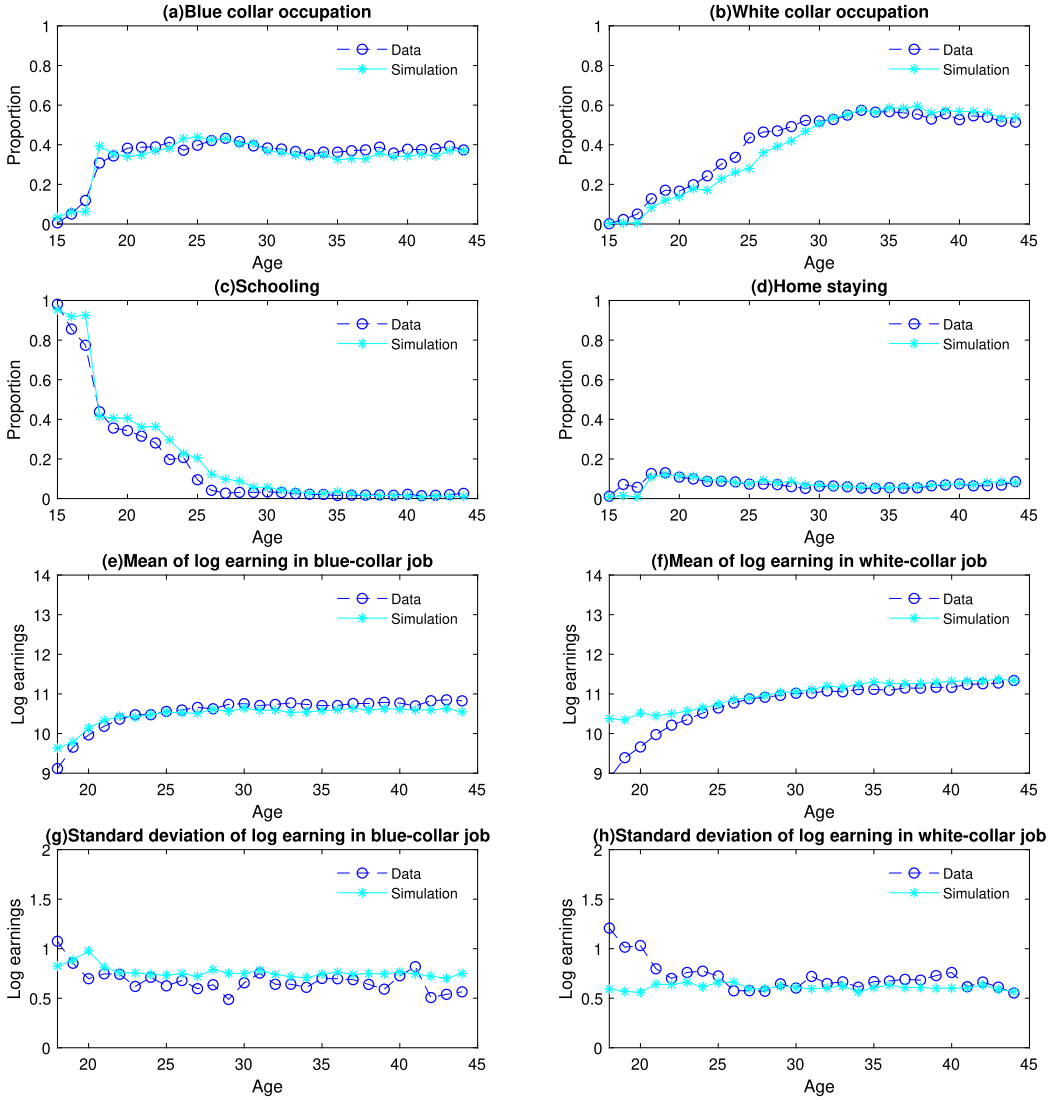 (a)Blue collar occupation
Proportion
1
0.8
0.6
0.4
0.2
0
15 20 25 30 35 40 45
Age
Data
Simulation
(b)White collar occupation
Proportion
1
0.8
0.6
0.4
0.2
0
15 20 25 30 35 40 45
Age
Data
Simulation
(c)Schooling
Proportion
1
0.8
0.6
0.4
0.2
0
15 20 25 30 35 40 45
Age
Data
Simulation
(d)Home staying
Proportion
1
0.8
0.6
0.4
0.2
0
15 20 25 30 35 40 45
Age
Data
Simulation
(e)Mean of log earning in blue-collar job
Log earnings
14
13
12
11
10
9
20 25 30 35 40 45
Age
Data
Simulation
(f)Mean of log earning in white-collar job
Log earnings
14
13
12
11
10
9
20 25 30 35 40 45
Age
Data
Simulation
(g)Standard deviation of log earning in blue-collar job
Log earnings
2
1.5
1
0.5
0
20 25 30 35 40 45
Age
Data
Simulation
(h)Standard deviation of log earning in white-collar job
Log earnings
2
1.5
1
0.5
0
20 25 30 35 40 45
Age
Data
Simulation